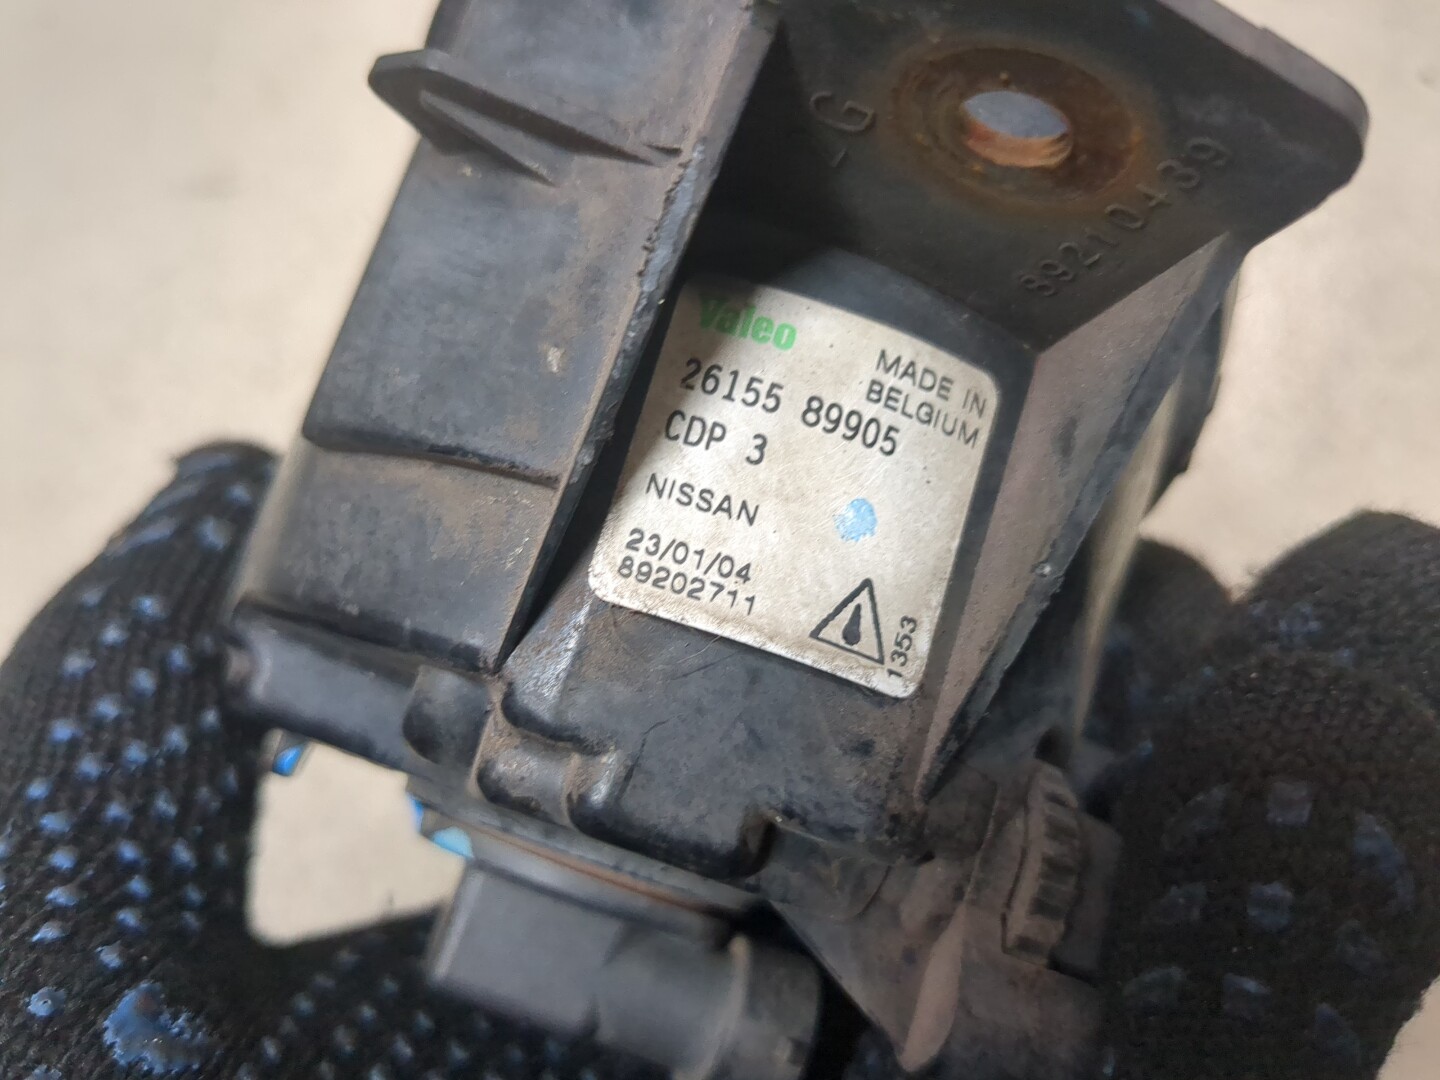 -G
89210439
Valeo
MADE IN
BELGIUM
26155 89905
CDP 3
NISSAN
23/01/04
89202711
1353